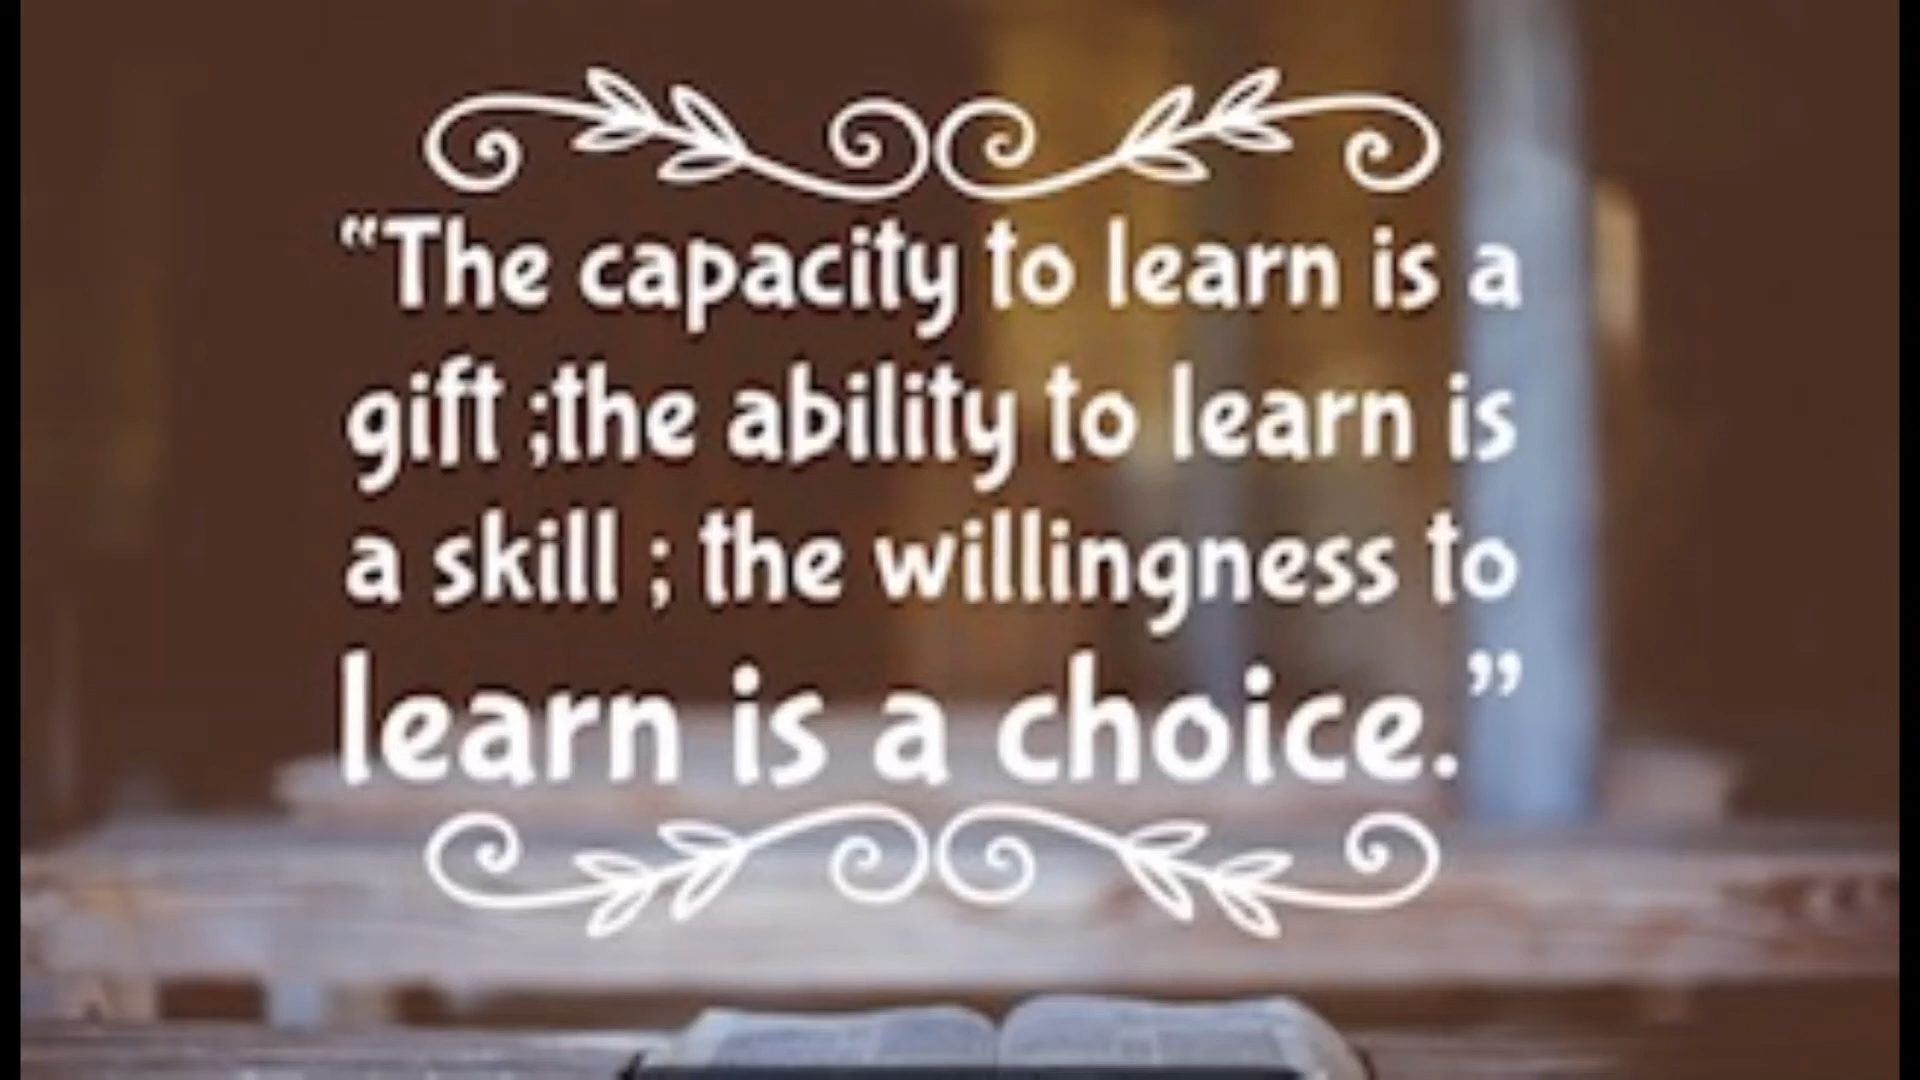 “The capacity to learn is a
gift ;the ability to learn is
a skill ; the willingness to
learn is a choice.”